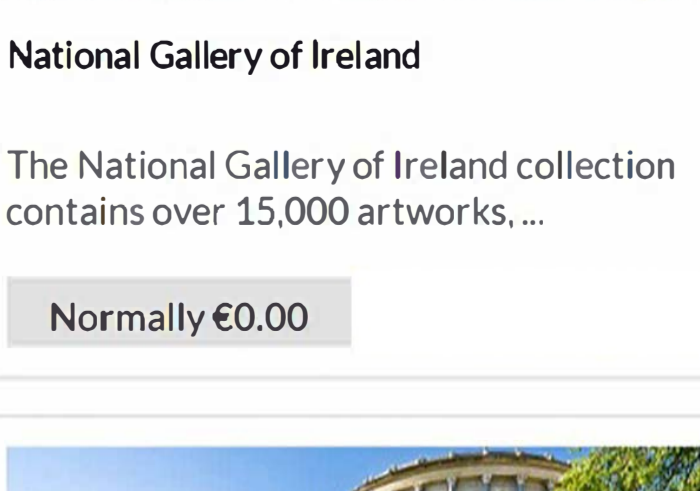 National Gallery of Ireland
The National Gallery of Ireland collection
contains over 15,000 artworks, ...
Normally €0.00